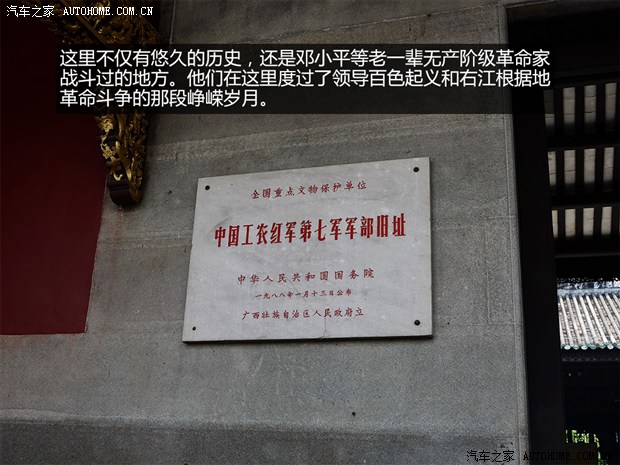 汽车之家 AUTOHOME.COM.CN
这里不仅有悠久的历史，还是邓小平等老一辈无产阶级革命家
战斗过的地方。他们在这里度过了领导百色起义和右江根据地
革命斗争的那段峥嵘岁月。
全国重点文物保护单位
中国工农红军第七军军部旧址
中华人民共和国国务院
一九八八年一月十三日公布
广西壮族自治区人民政府立
汽车之家
AUTOHOME.COM.CN